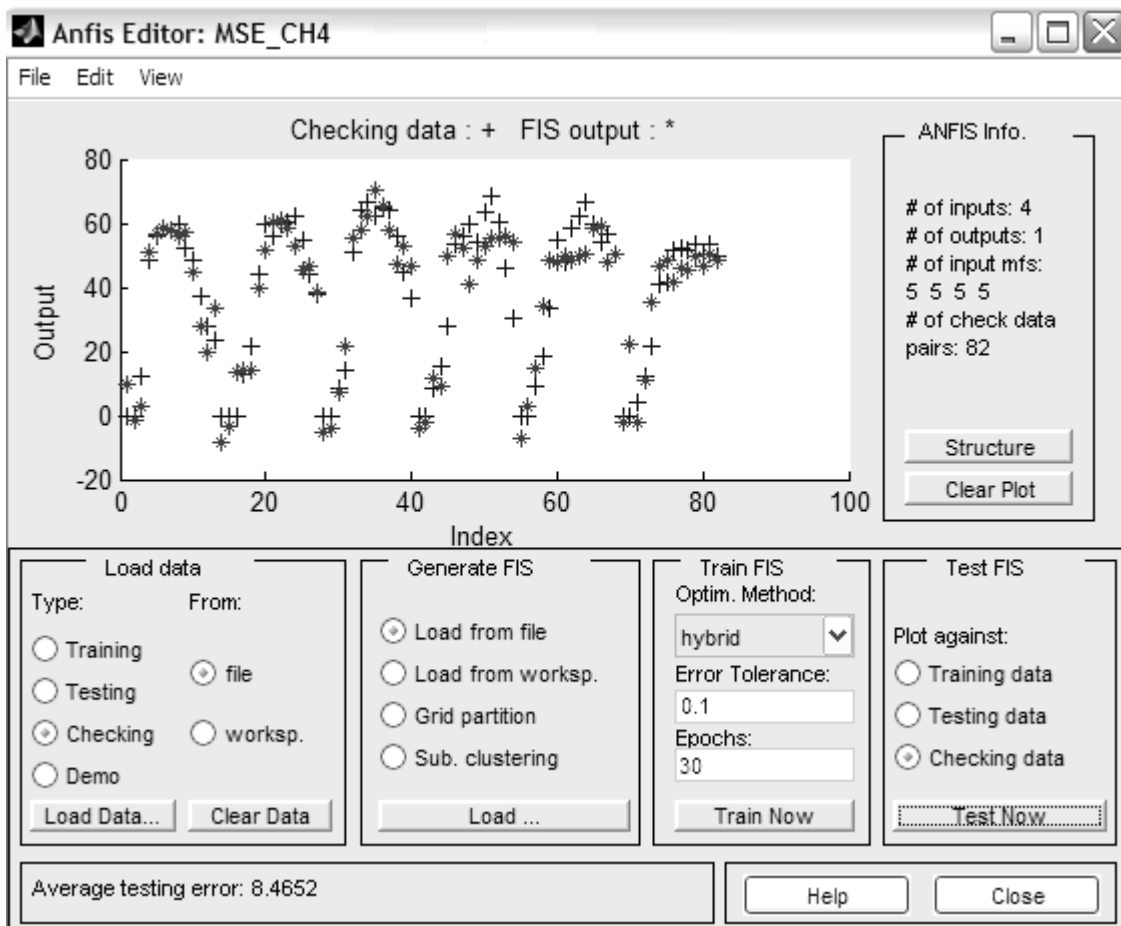 Anfis Editor: MSE_CH4
File Edit View
Checking data : + FIS output : *
80
60
40
20
0
-20
Output
0 20 40 60 80 100
Index
ANFIS Info.
# of inputs: 4
# of outputs: 1
# of input mfs:
5 5 5 5
# of check data
pairs: 82
Structure
Clear Plot
Load data
Type: From:
Training
Testing
Checking
Demo
file
worksp.
Load Data... Clear Data
Generate FIS
Load from file
Load from worksp.
Grid partition
Sub. clustering
Load ...
Train FIS
Optim. Method:
hybrid
Error Tolerance:
0.1
Epochs:
30
Train Now
Test FIS
Plot against:
Training data
Testing data
Checking data
Test Now
Average testing error: 8.4652
Help
Close